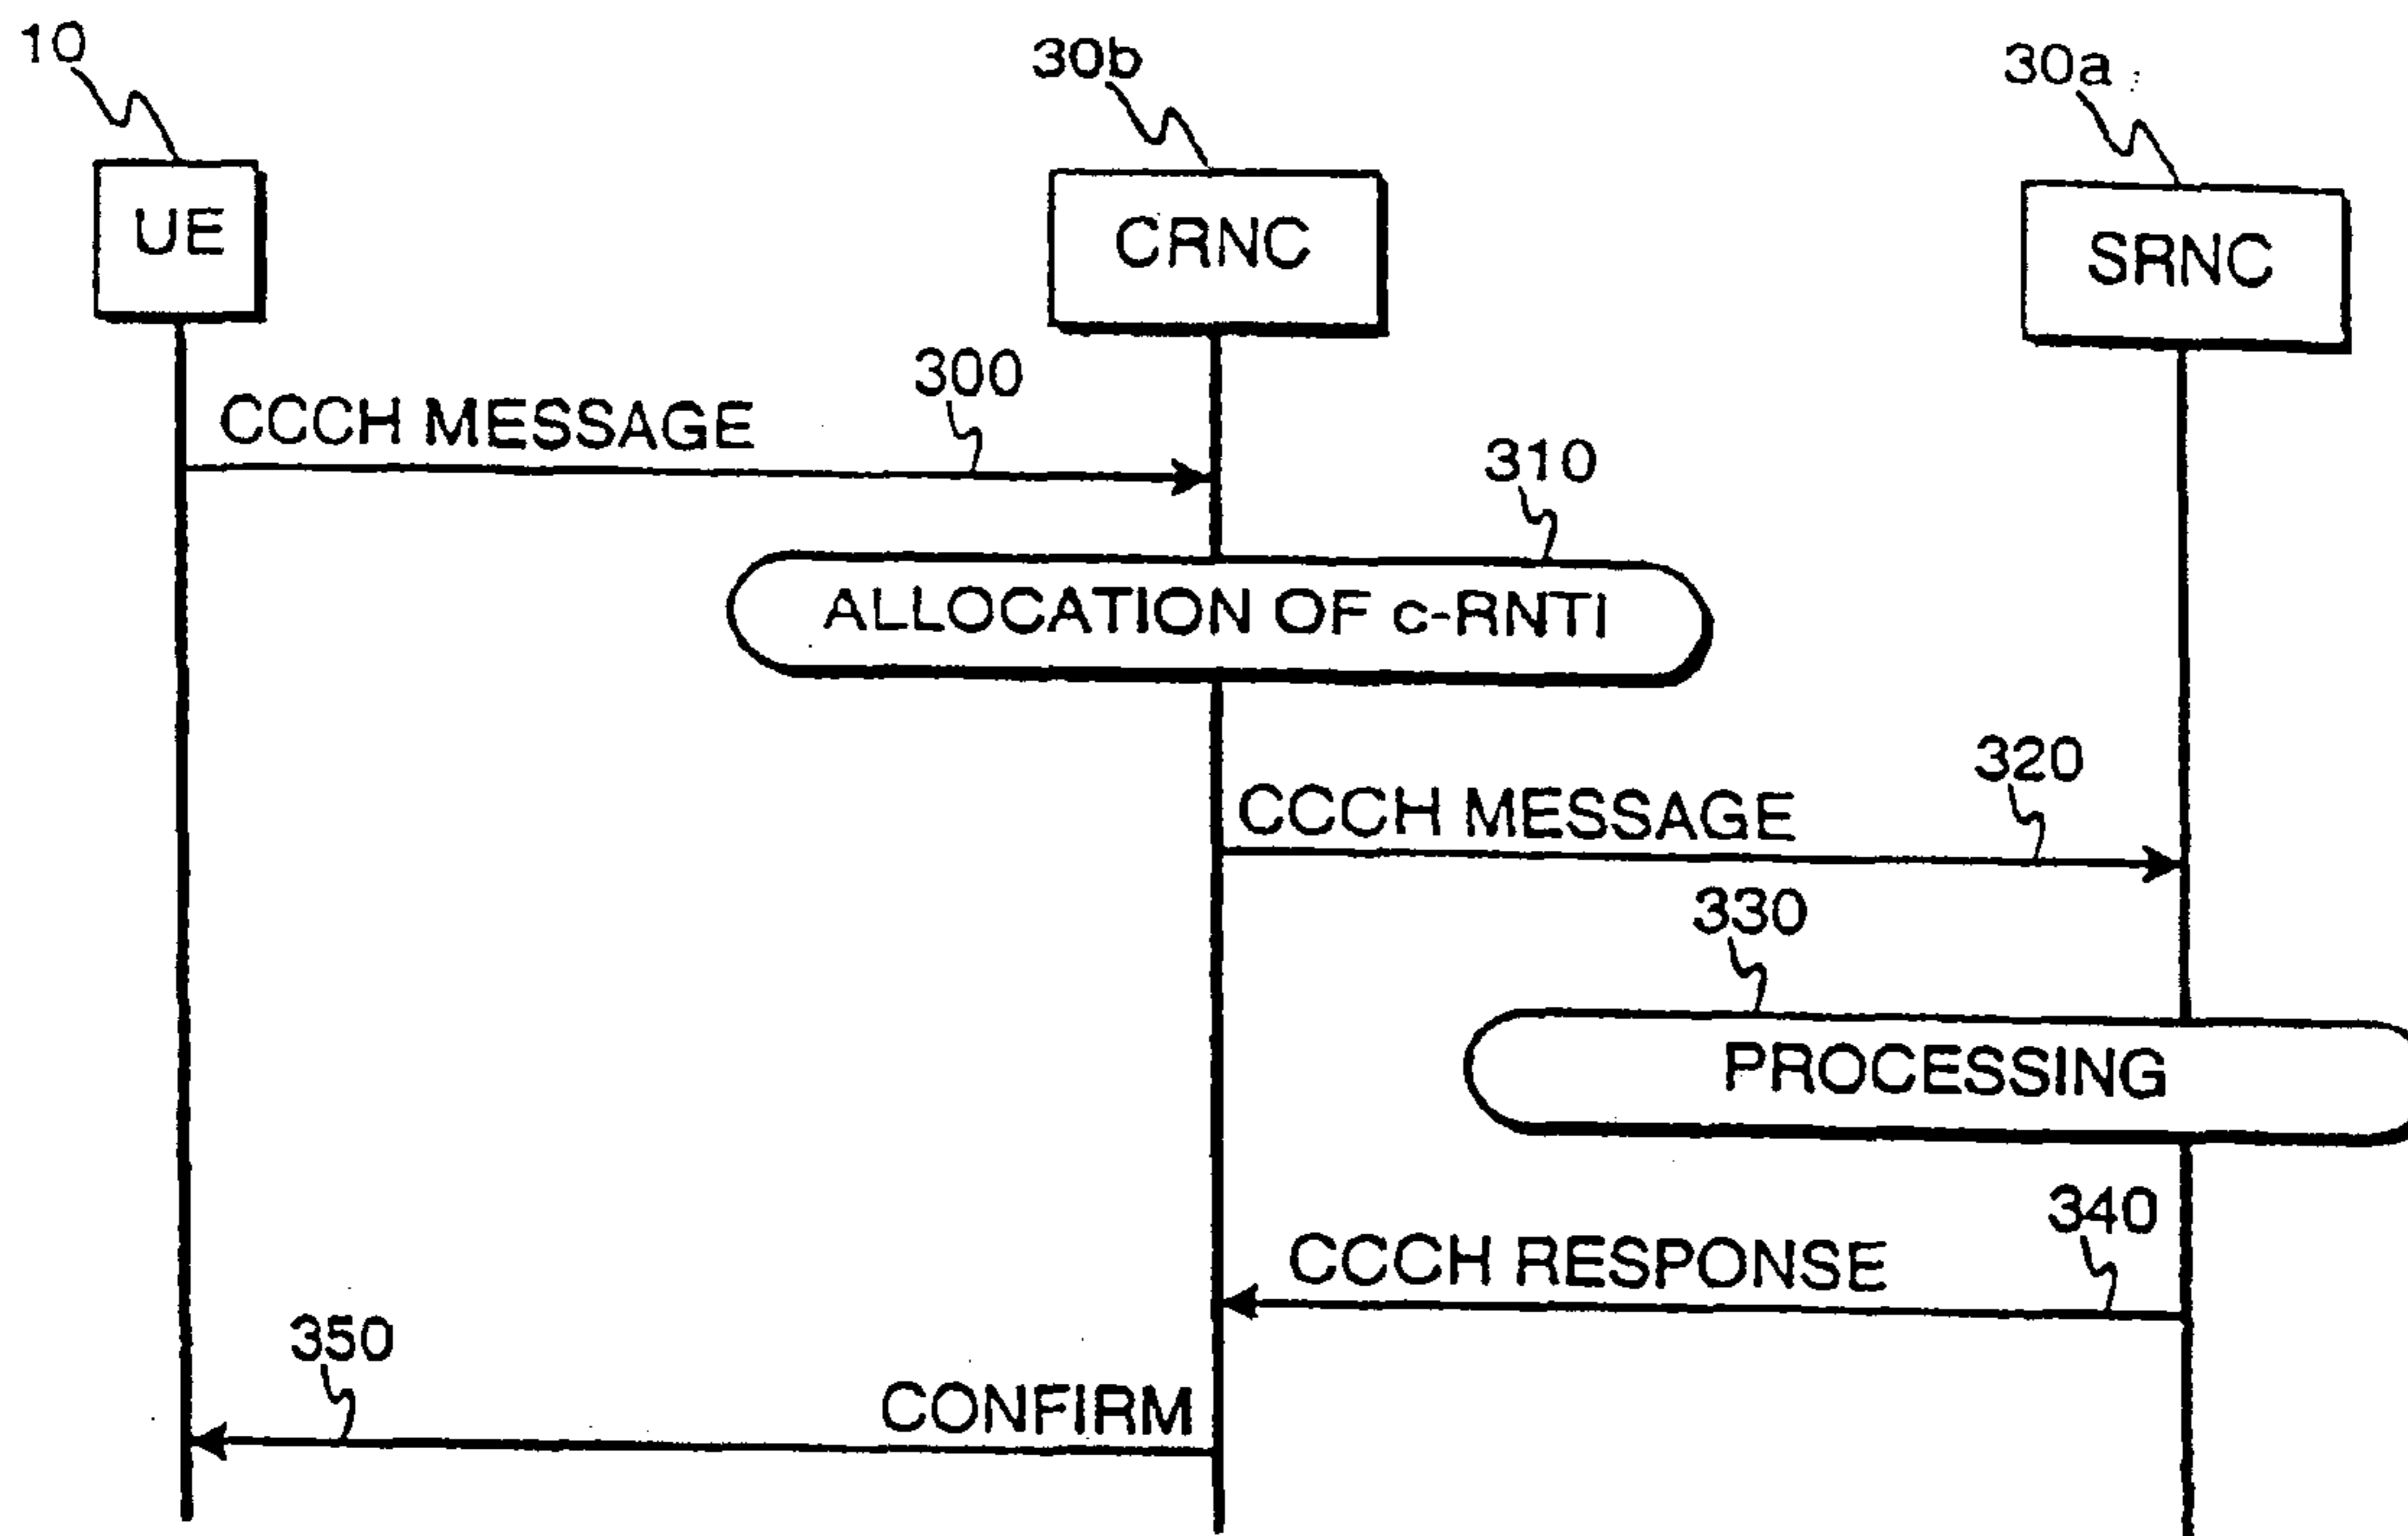 10
30b
30a
UE
CRNC
SRNC
300
CCCH MESSAGE
310
ALLOCATION OF c-RNTI
320
CCCH MESSAGE
330
PROCESSING
340
CCCH RESPONSE
350
CONFIRM